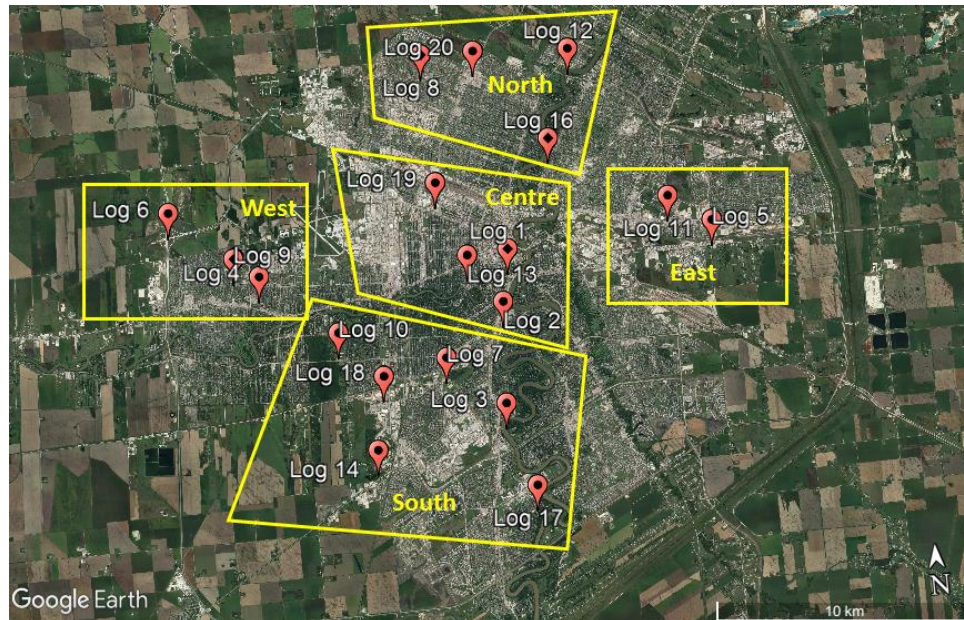 Log 12
Log 20
North
Log 8
Log 16
Log 19
Centre
Log 6
West
Log 1
Log 11
Log 5
Log 9
Log 4
Log 13
East
Log 2
Log 10
Log 7
Log 18
Log 3
Log 14
South
Log 17
N
Google Earth
10 km